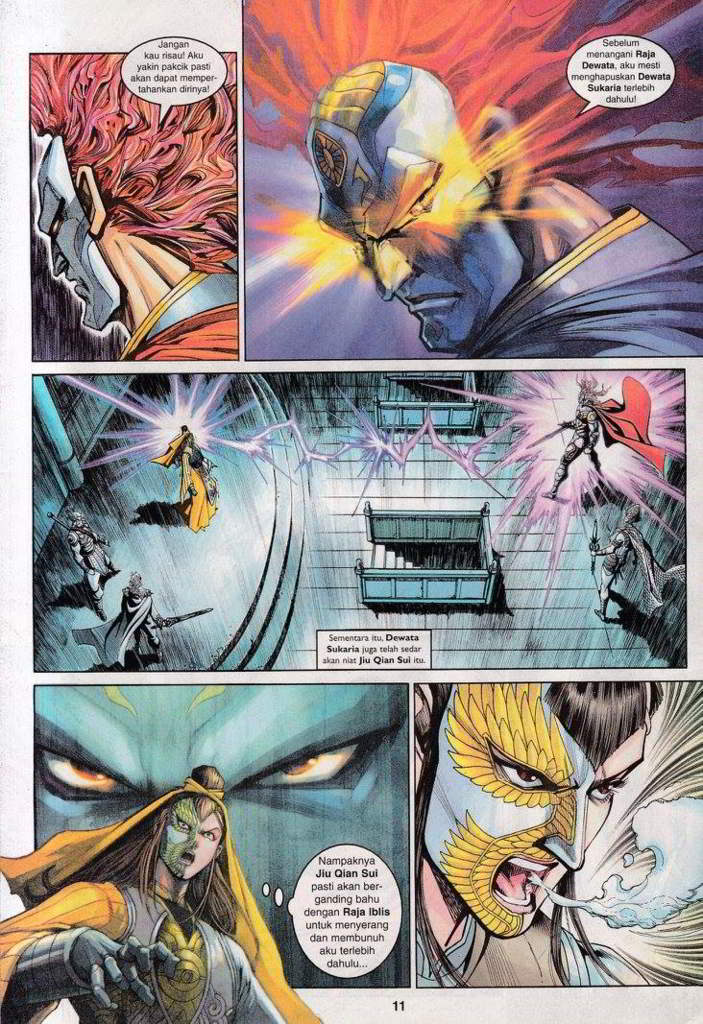 Jangan
kau risau! Aku
yakin pakcik pasti
akan dapat memper-
tahankan dirinya!
Sebelum
menangani Raja
Dewata, aku mesti
menghapuskan Dewata
Sukaria terlebih
dahulu!
Sementara itu, Dewata
Sukaria juga telah sedar
akan niat Jiu Qian Sui itu.
Nampaknya
Jiu Qian Sui
pasti akan ber-
ganding bahu
dengan Raja Iblis
untuk menyerang
dan membunuh
aku terlebih
dahulu...
11